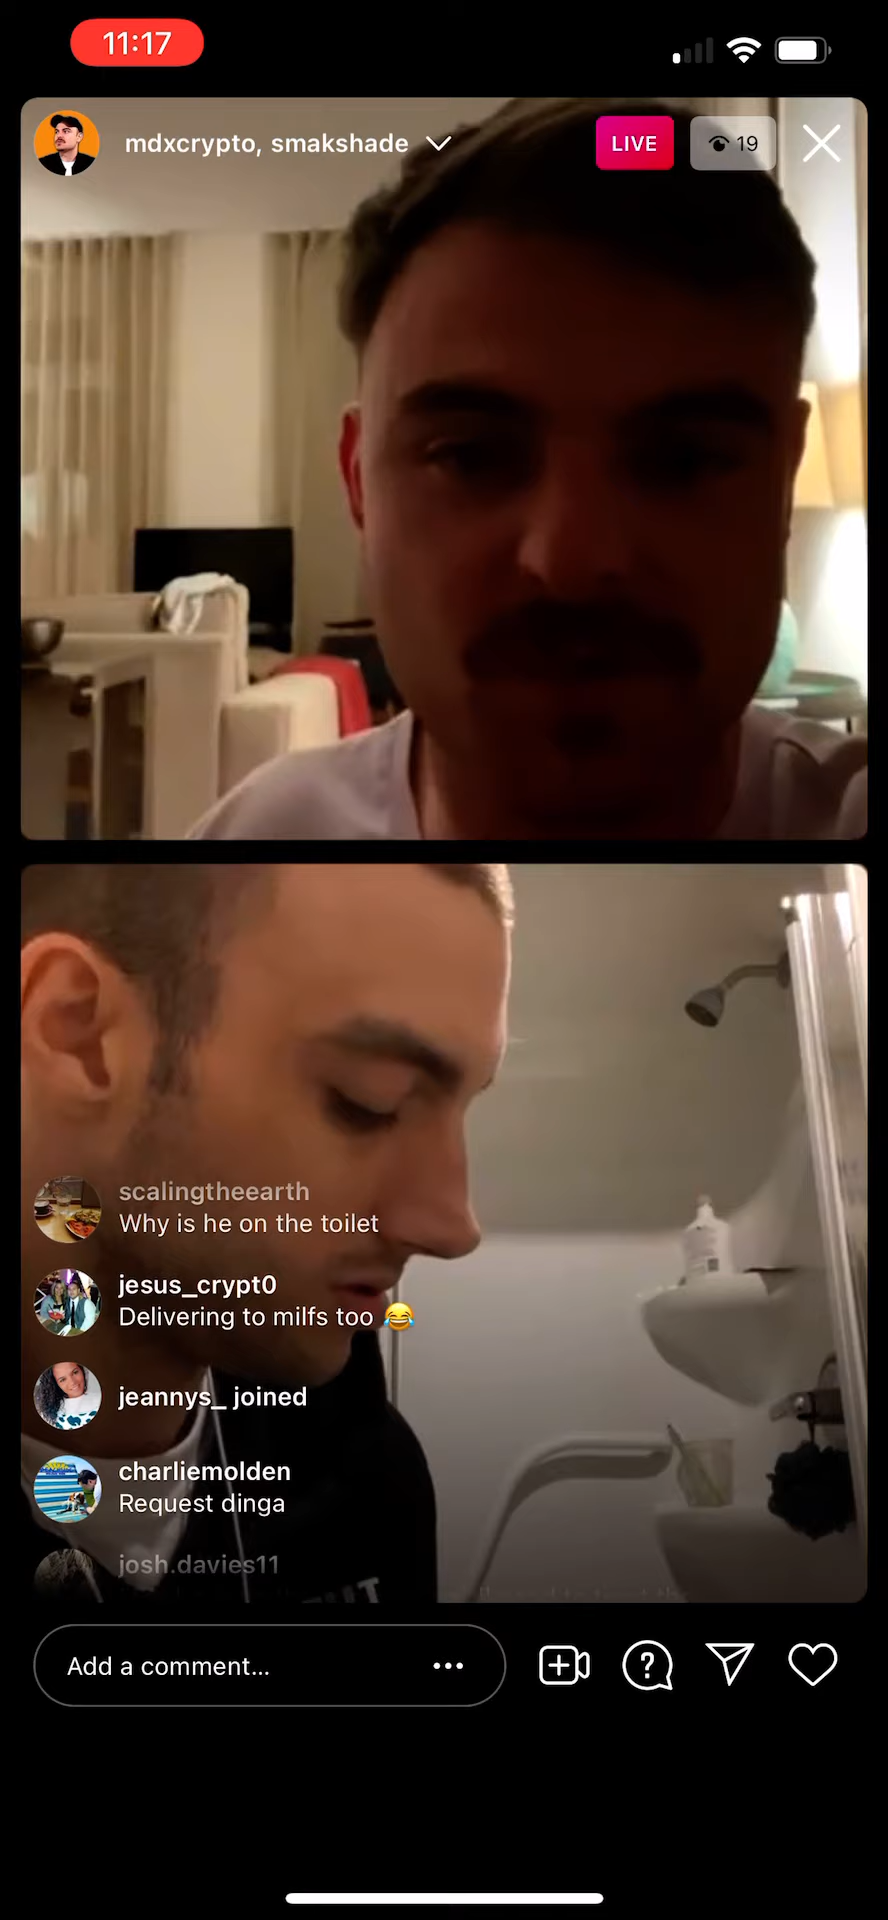 11:17
mdxcrypto, smakshade
LIVE
19
scalingtheearth
Why is he on the toilet
jesus_crypt0
Delivering to milfs too 😂
jeannys_ joined
charliemolden
Request dinga
josh.davies11
Add a comment...